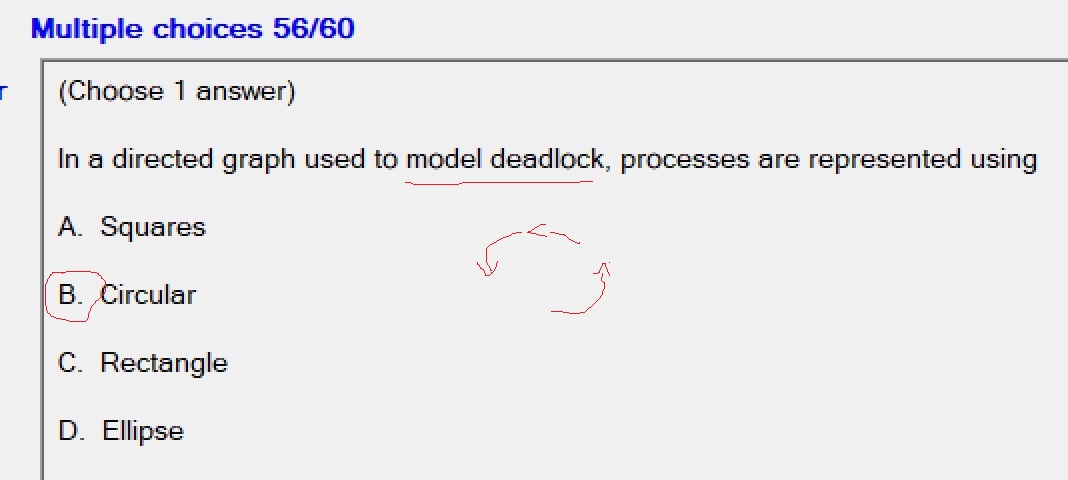 Multiple choices 56/60
r
(Choose 1 answer)
In a directed graph used to model deadlock, processes are represented using
A. Squares
B. Circular
C. Rectangle
D. Ellipse